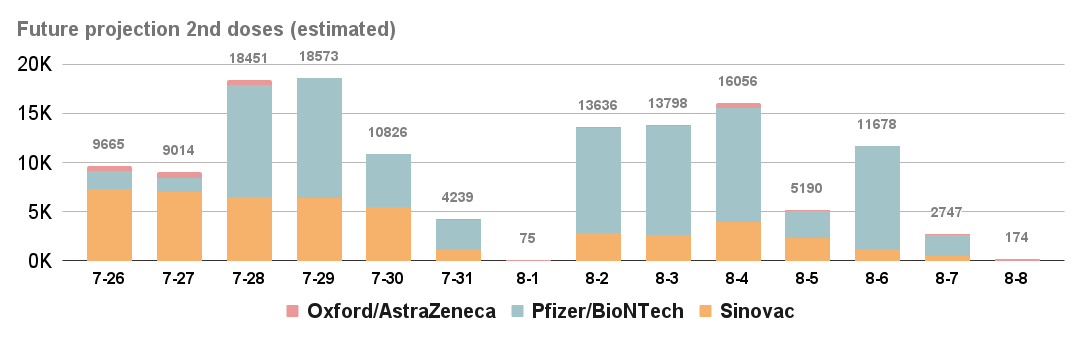 Future projection 2nd doses (estimated)
20K
15K
10K
5K
0K
9665
9014
18451
18573
10826
4239
75
13636
13798
16056
5190
11678
2747
174
7-26 7-27 7-28 7-29 7-30 7-31 8-1 8-2 8-3 8-4 8-5 8-6 8-7 8-8
Oxford/AstraZeneca Pfizer/BioNTech Sinovac